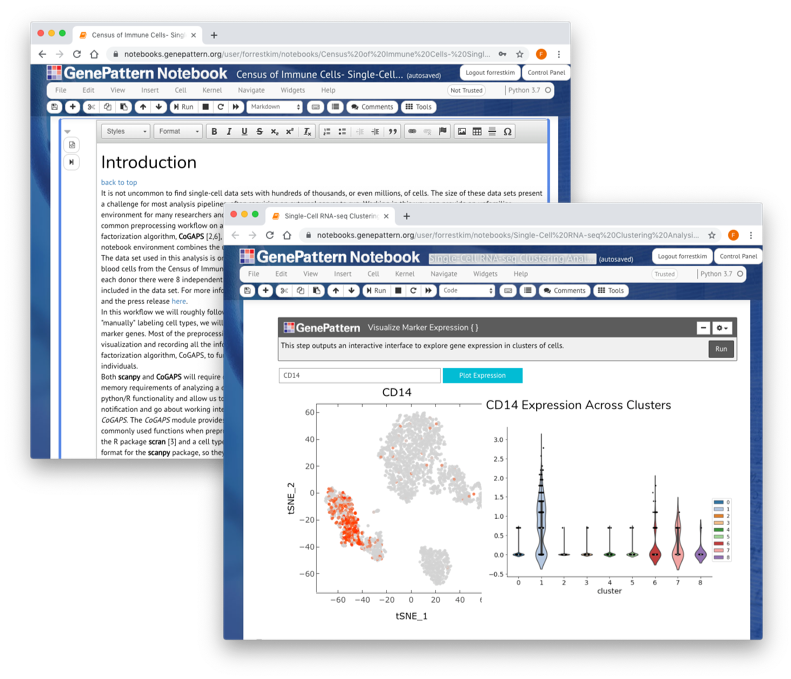 Census of Immune Cells- Singl
notebooks.genepattern.org/user/forrestkim/notebooks/Census%20of%20Immune%20Cells-%20Sing...
F
GenePattern Notebook Census of Immune Cells- Single-Cell... (autosaved) Logout forrestkim Control Panel
File Edit View Insert Cell Kernel Navigate Widgets Help Not Trusted Python 3.7
Run Markdown Comments Tools
Styles Format B I U S x₂ x² Tx Ω
Introduction
back to top
It is not uncommon to find single-cell data sets with hundreds of thousands, or even millions, of cells. The size of these data sets present
a challenge for most analysis pipelines
environment for many researchers and
common preprocessing workflow on a
factorization algorithm, CoGAPS [2,6],
notebook environment combines the
The data set used in this analysis is on
blood cells from the Census of Immun
each donor there were 8 independent
included in the data set. For more info
and the press release here.
In this workflow we will roughly follow
"manually" labeling cell types, we will
marker genes. Most of the preprocess
visualization and recording all the info
factorization algorithm, CoGAPS, to fu
individuals.
Both scanpy and CoGAPS will require
memory requirements of analyzing a
python/R functionality and allow us to
notification and go about working inte
CoGAPS. The CoGAPS module provides
commonly used functions when prepr
the R package scran [3] and a cell type
format for the scanpy package, so they
Single-Cell RNA-seq Clustering
notebooks.genepattern.org/user/forrestkim/notebooks/Single-Cell%20RNA-seq%20Clustering%20Analysi...
F
GenePattern Notebook Single-Cell RNA-seq Clustering Anal... (autosaved) Logout forrestkim Control Panel
File Edit View Insert Cell Kernel Navigate Widgets Help Trusted Python 3.7
Run Code Comments Tools
GenePattern Visualize Marker Expression { }
This step outputs an interactive interface to explore gene expression in clusters of cells.
Run
CD14 Plot Expression
CD14
60
40
20
0
−20
−40
−60
tSNE_2
−60 −40 −20 0 20 40 6
tSNE_1
CD14 Expression Across Clusters
3.0
2.5
2.0
1.5
1.0
0.5
0.0
−0.5
0 1 2 3 4 5 6 7 8
cluster
0
1
2
3
4
5
6
7
8